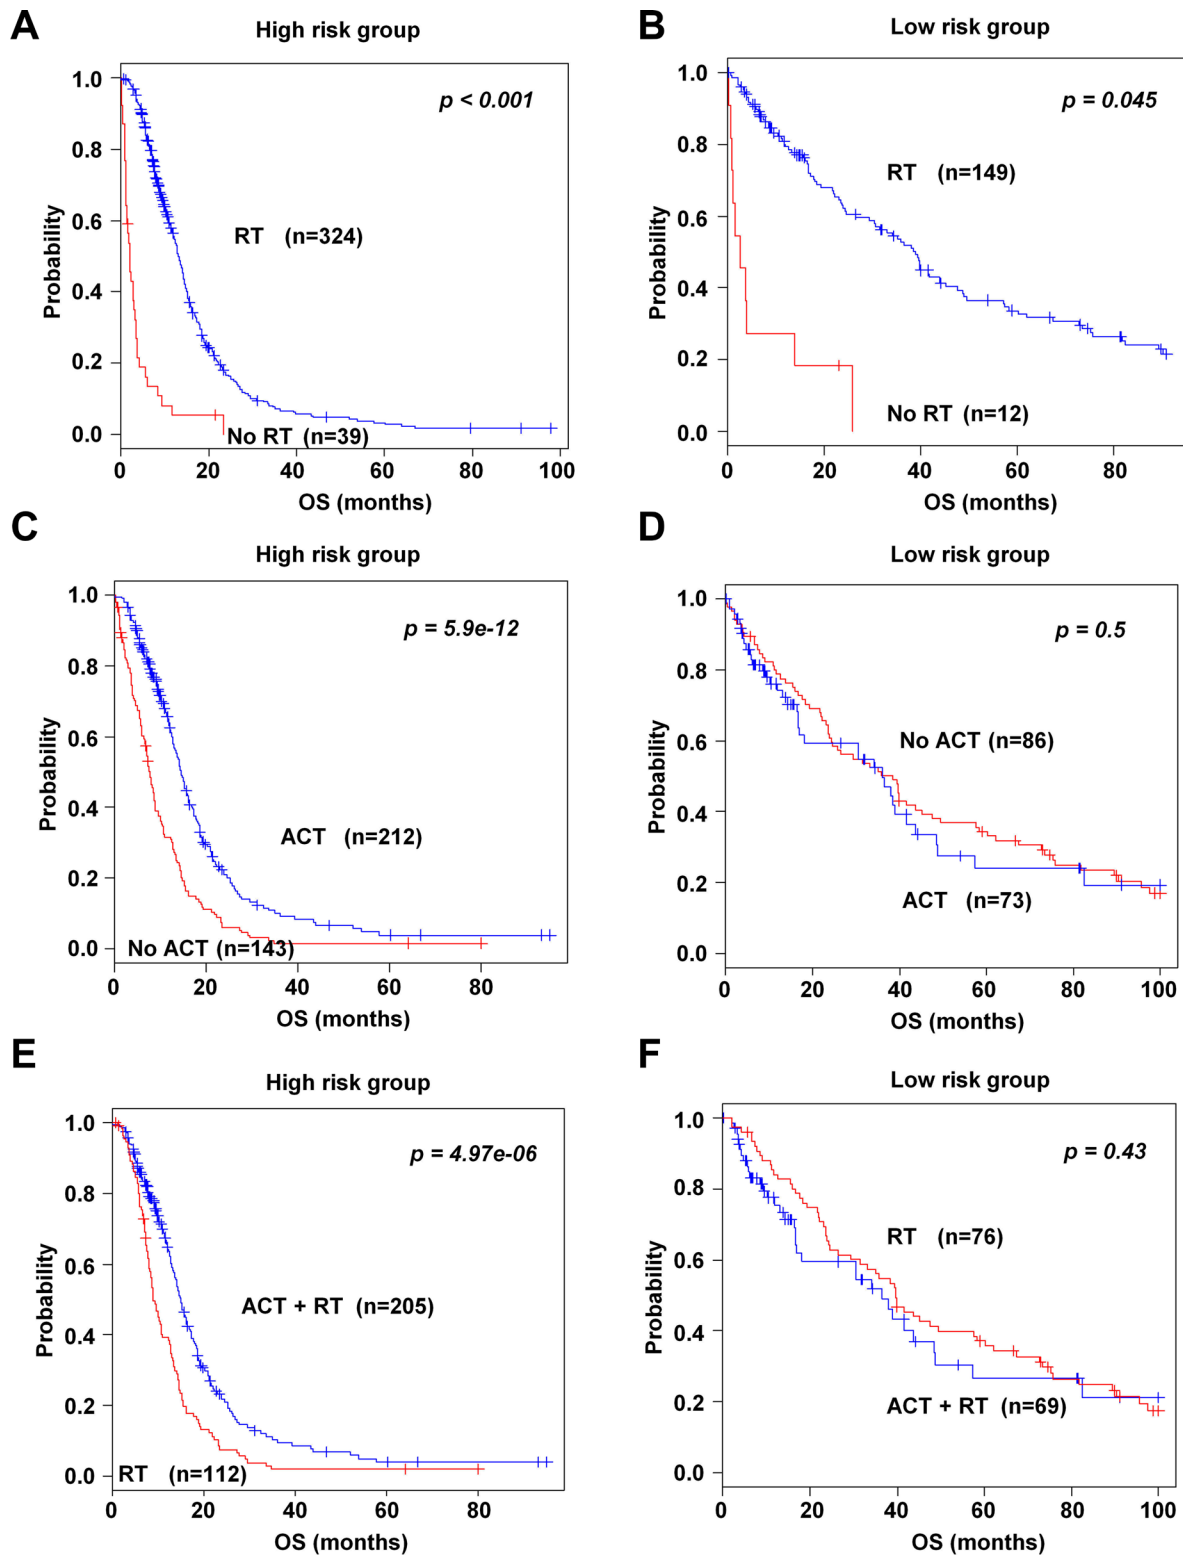 A
High risk group
p < 0.001
1.0
0.8
0.6
0.4
0.2
0.0
Probability
RT (n=324)
No RT (n=39)
0 20 40 60 80 100
OS (months)
B
Low risk group
p = 0.045
1.0
0.8
0.6
0.4
0.2
0.0
Probability
RT (n=149)
No RT (n=12)
0 20 40 60 80
OS (months)
C
High risk group
p = 5.9e-12
1.0
0.8
0.6
0.4
0.2
0.0
Probability
ACT (n=212)
No ACT (n=143)
0 20 40 60 80
OS (months)
D
Low risk group
p = 0.5
1.0
0.8
0.6
0.4
0.2
0.0
Probability
No ACT (n=86)
ACT (n=73)
0 20 40 60 80 100
OS (months)
E
High risk group
p = 4.97e-06
1.0
0.8
0.6
0.4
0.2
0.0
Probability
ACT + RT (n=205)
RT (n=112)
0 20 40 60 80
OS (months)
F
Low risk group
p = 0.43
1.0
0.8
0.6
0.4
0.2
0.0
Probability
RT (n=76)
ACT + RT (n=69)
0 20 40 60 80 100
OS (months)